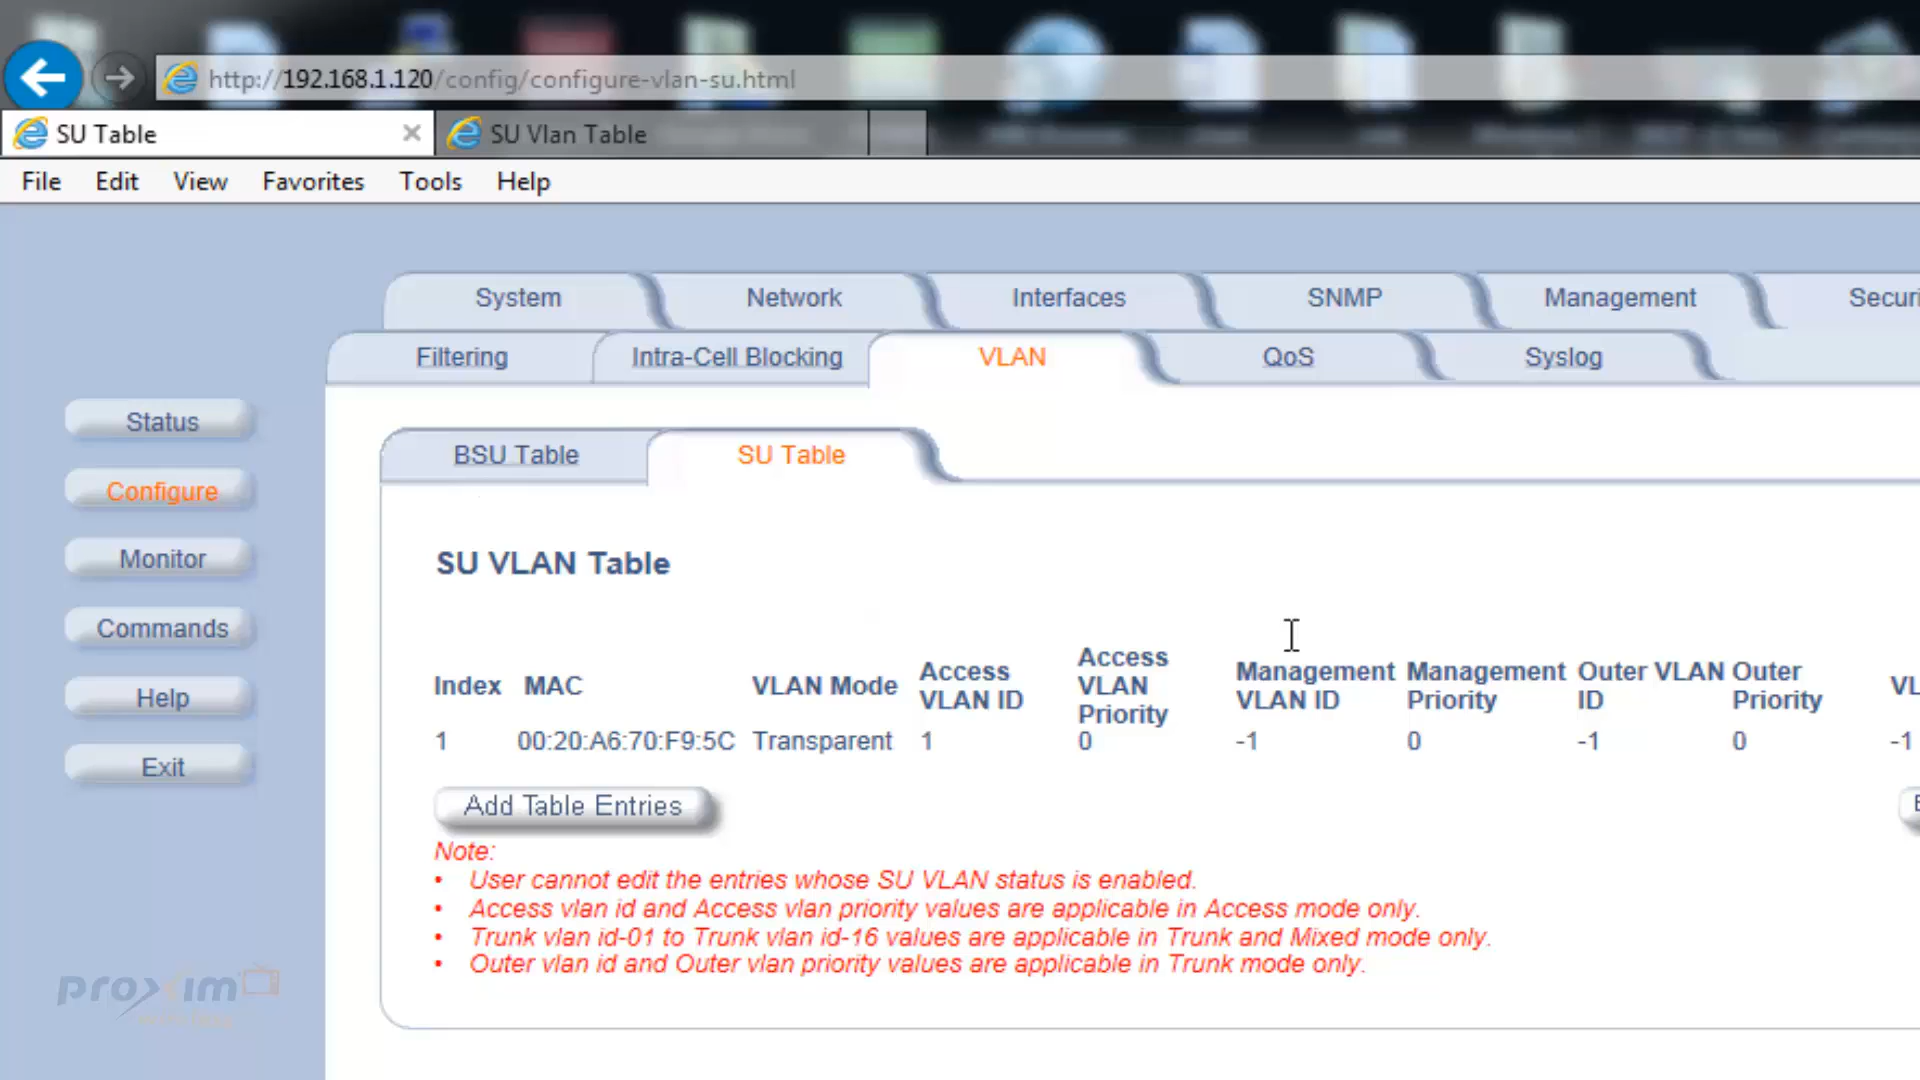 http://192.168.1.120/config/configure-vlan-su.html
SU Table
SU Vlan Table
File Edit View Favorites Tools Help
System Network Interfaces SNMP Management
Filtering Intra-Cell Blocking VLAN QoS Syslog
Status
Configure
Monitor
Commands
Help
Exit
BSU Table SU Table
SU VLAN Table
Index MAC VLAN Mode Access VLAN ID Access VLAN Priority Management VLAN ID Management Priority Outer VLAN ID Outer Priority
1 00:20:A6:70:F9:5C Transparent 1 0 -1 0 -1 0 -1
Add Table Entries
Note:
• User cannot edit the entries whose SU VLAN status is enabled.
• Access vlan id and Access vlan priority values are applicable in Access mode only.
• Trunk vlan id-01 to Trunk vlan id-16 values are applicable in Trunk and Mixed mode only.
• Outer vlan id and Outer vlan priority values are applicable in Trunk mode only.
proxim